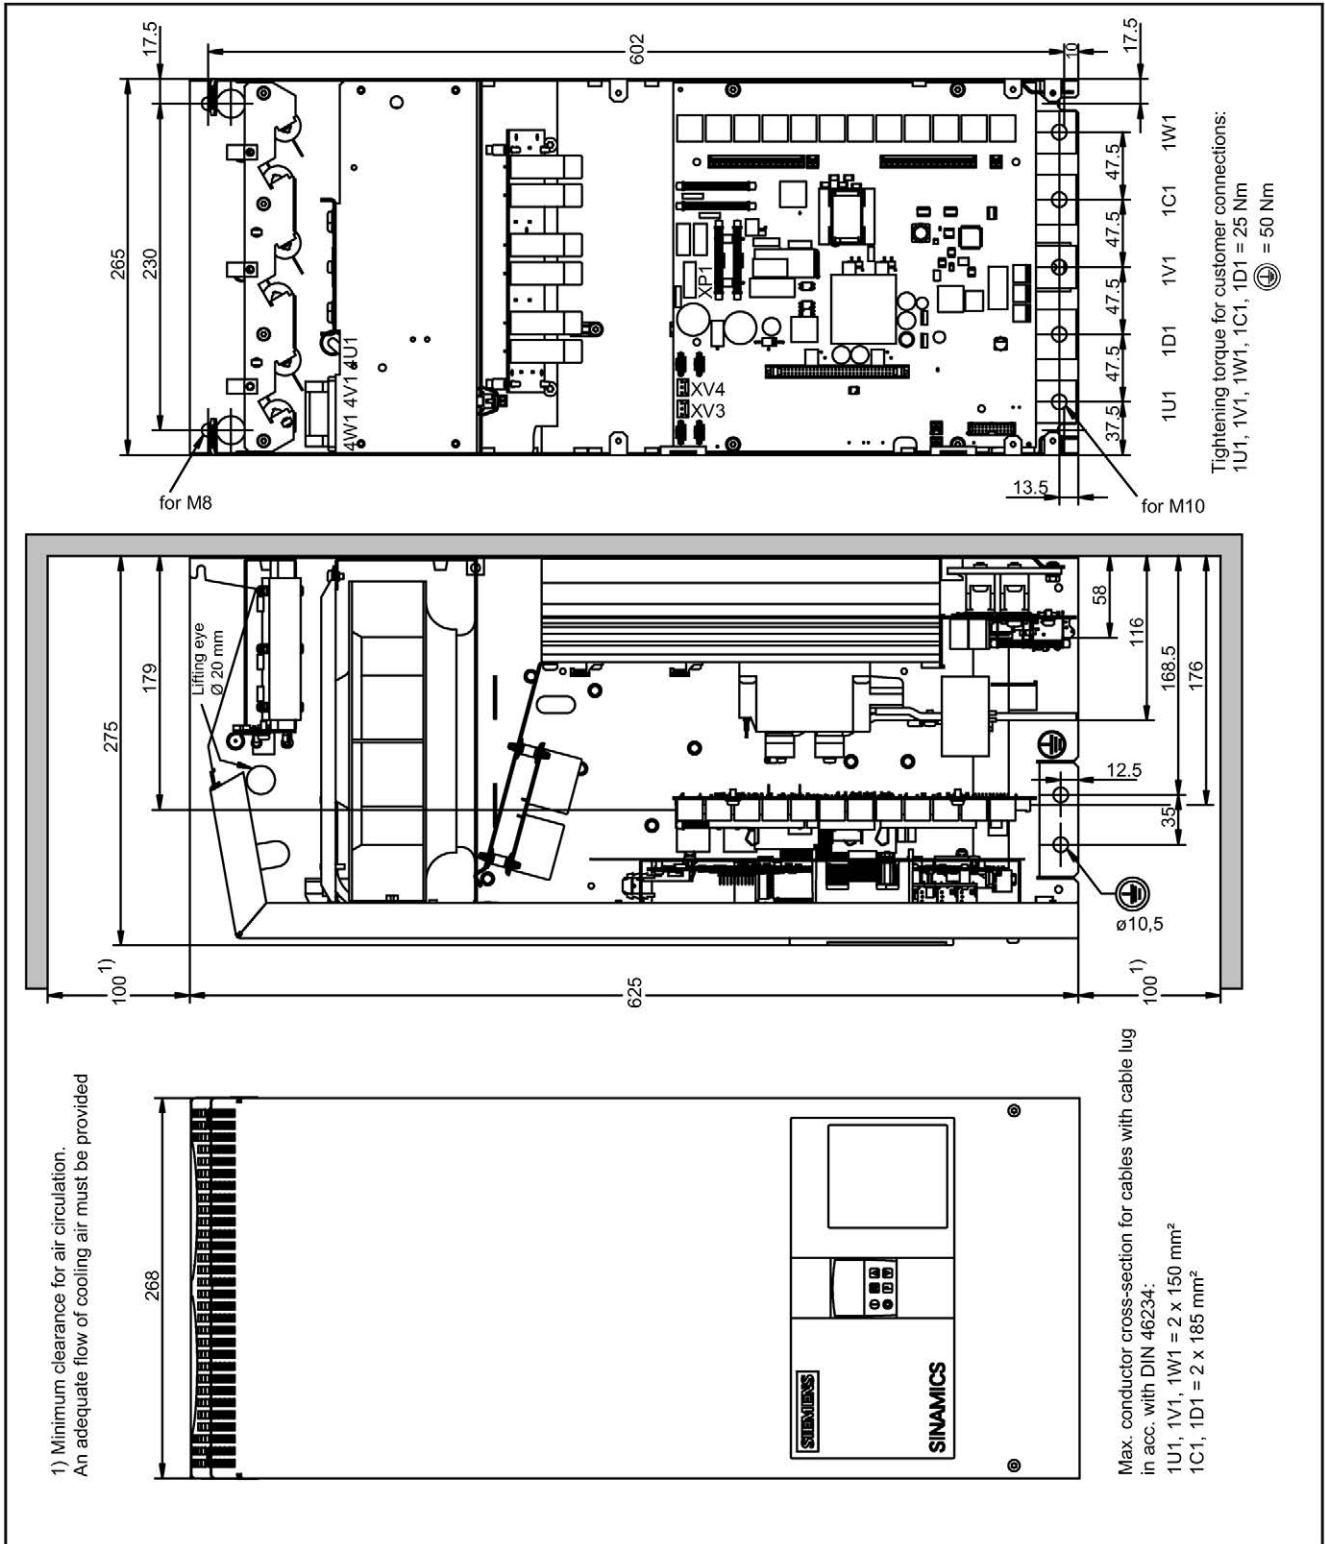 17.5
602
10
17.5
265
230
4W1 4V1 4U1
XP1
XV4
XV3
47.5
47.5
47.5
47.5
37.5
1W1
1C1
1V1
1D1
1U1
Tightening torque for customer connections:
1U1, 1V1, 1W1, 1C1, 1D1 = 25 Nm
= 50 Nm
for M8
13.5
for M10
275
179
Lifting eye
Ø 20 mm
58
116
168.5
176
12.5
35
ø10,5
100 1)
625
100 1)
1) Minimum clearance for air circulation.
An adequate flow of cooling air must be provided
268
SIEMENS
SINAMICS
Max. conductor cross-section for cables with cable lug
in acc. with DIN 46234:
1U1, 1V1, 1W1 = 2 x 150 mm²
1C1, 1D1 = 2 x 185 mm²